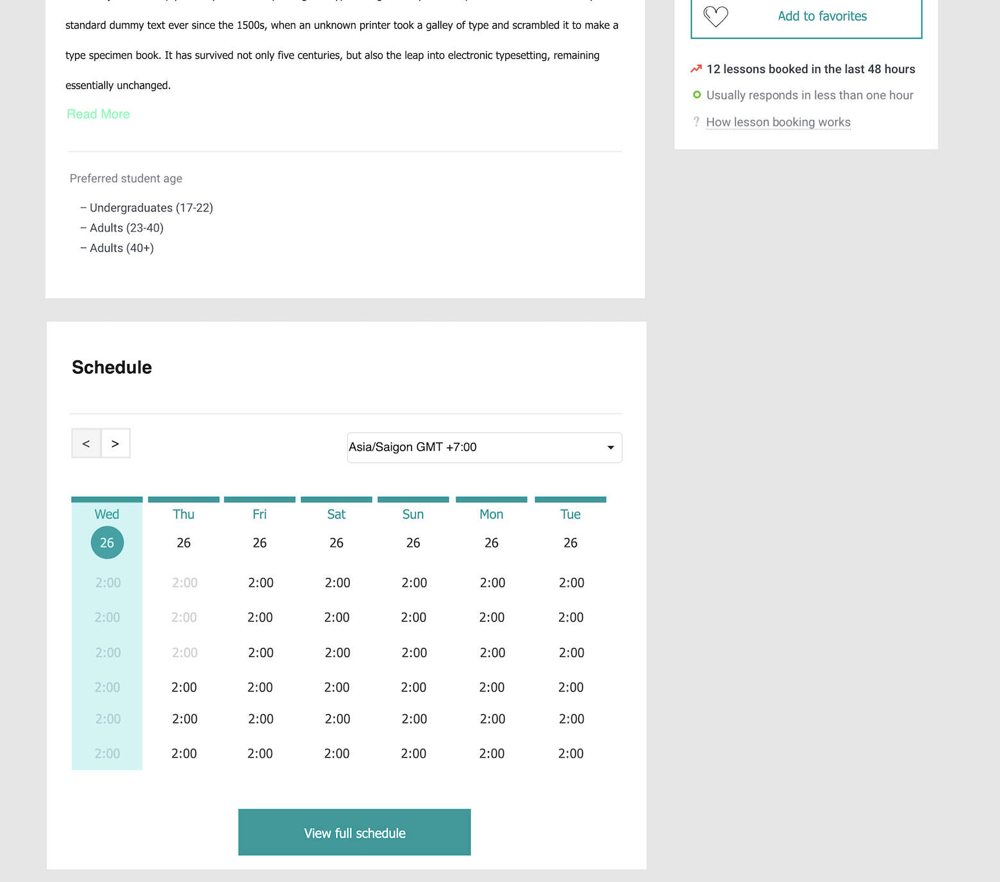 standard dummy text ever since the 1500s, when an unknown printer took a galley of type and scrambled it to make a
type specimen book. It has survived not only five centuries, but also the leap into electronic typesetting, remaining
essentially unchanged.
Read More
Preferred student age
– Undergraduates (17-22)
– Adults (23-40)
– Adults (40+)
Add to favorites
12 lessons booked in the last 48 hours
Usually responds in less than one hour
? How lesson booking works
Schedule
< >
Asia/Saigon GMT +7:00
Wed Thu Fri Sat Sun Mon Tue
26 26 26 26 26 26 26
2:00 2:00 2:00 2:00 2:00 2:00 2:00
2:00 2:00 2:00 2:00 2:00 2:00 2:00
2:00 2:00 2:00 2:00 2:00 2:00 2:00
2:00 2:00 2:00 2:00 2:00 2:00 2:00
2:00 2:00 2:00 2:00 2:00 2:00 2:00
2:00 2:00 2:00 2:00 2:00 2:00 2:00
View full schedule